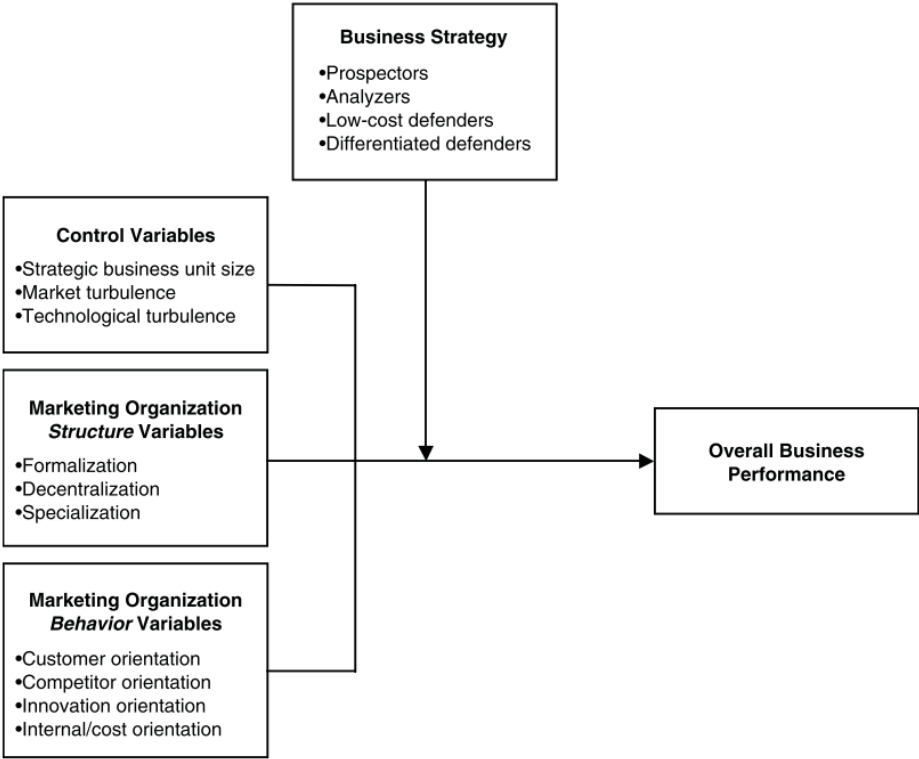 Business Strategy
•Prospectors
•Analyzers
•Low-cost defenders
•Differentiated defenders
Control Variables
•Strategic business unit size
•Market turbulence
•Technological turbulence
Marketing Organization
Structure Variables
•Formalization
•Decentralization
•Specialization
Overall Business
Performance
Marketing Organization
Behavior Variables
•Customer orientation
•Competitor orientation
•Innovation orientation
•Internal/cost orientation